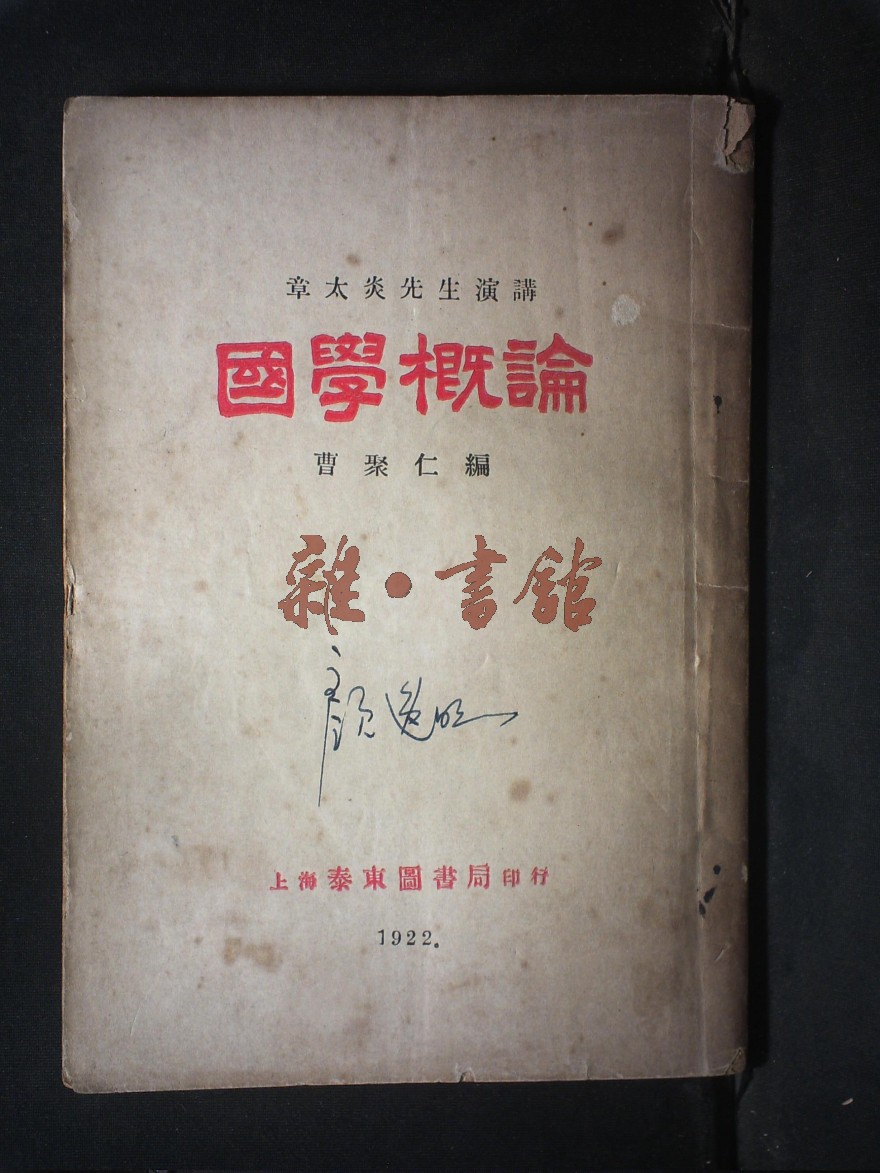 章太炎先生演講
國學概論
曹聚仁編
雜·書館
上海泰東圖書局印行
1922.